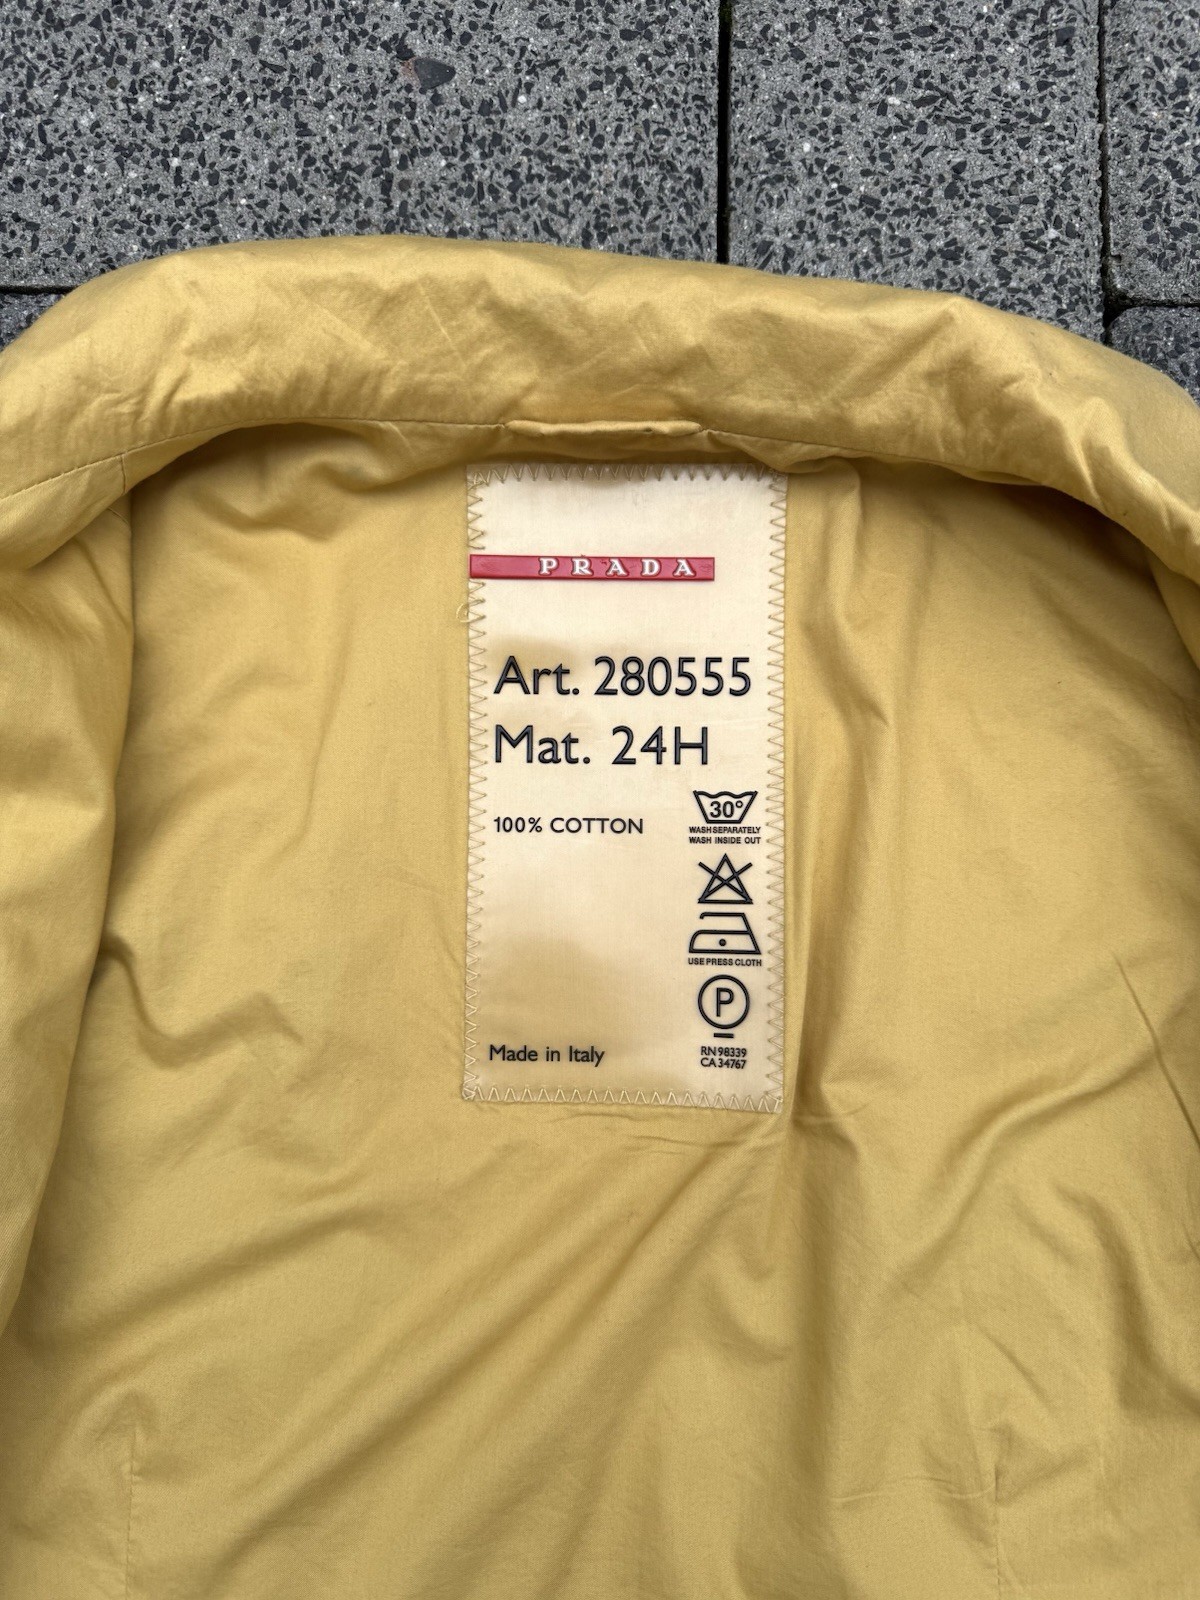 PRADA
Art. 280555
Mat. 24H
100% COTTON
30°
WASH SEPARATELY
WASH INSIDE OUT
USE PRESS CLOTH
P
Made in Italy
RN 98339
CA 34767